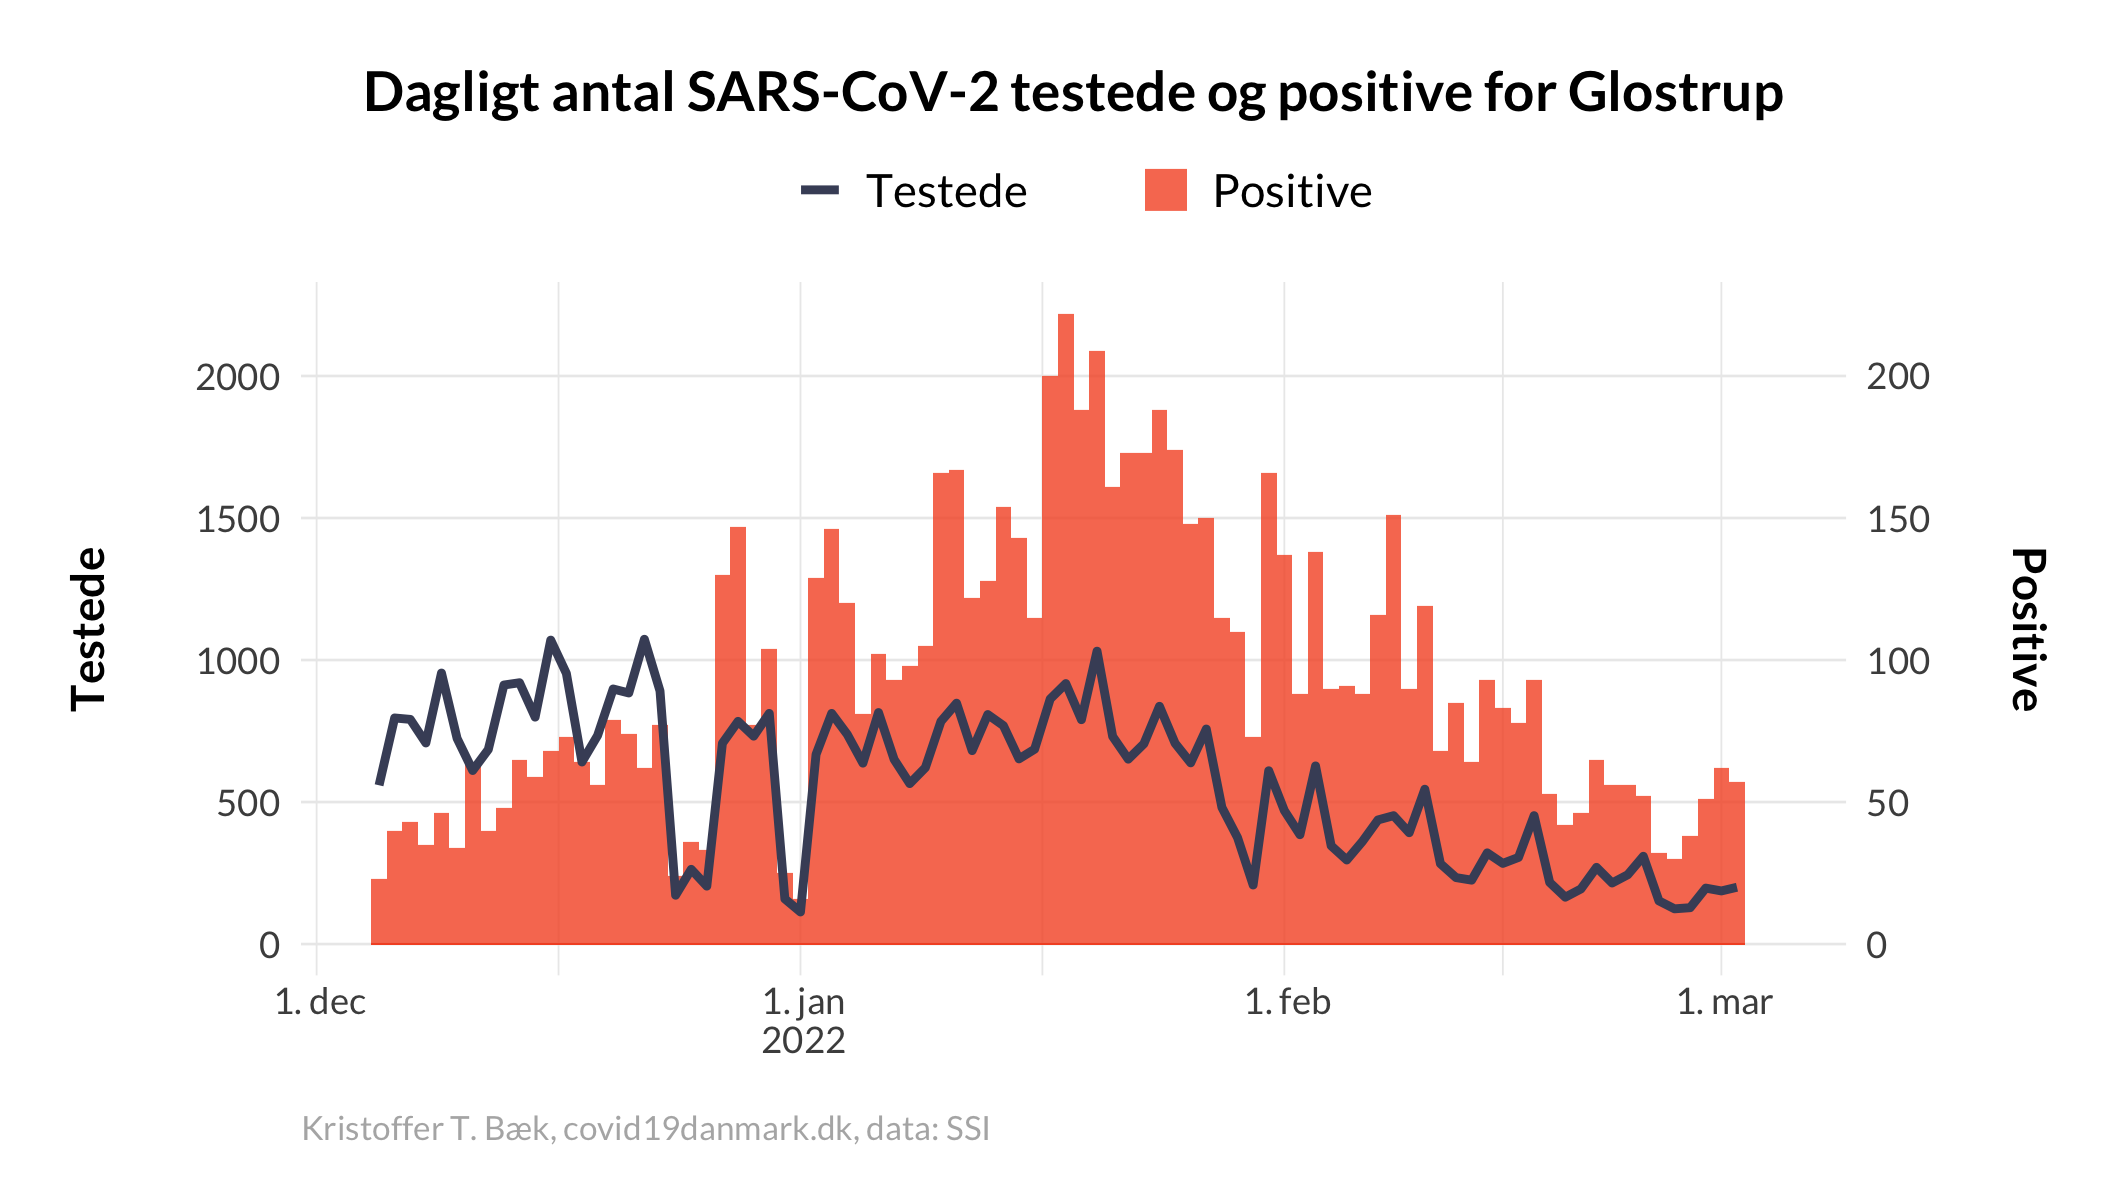 Dagligt antal SARS-CoV-2 testede og positive for Glostrup
Testede
Positive
2000
1500
1000
500
0
200
150
100
50
0
Testede
Positive
1. dec
1. jan
2022
1. feb
1. mar
Kristoffer T. Bæk, covid19danmark.dk, data: SSI